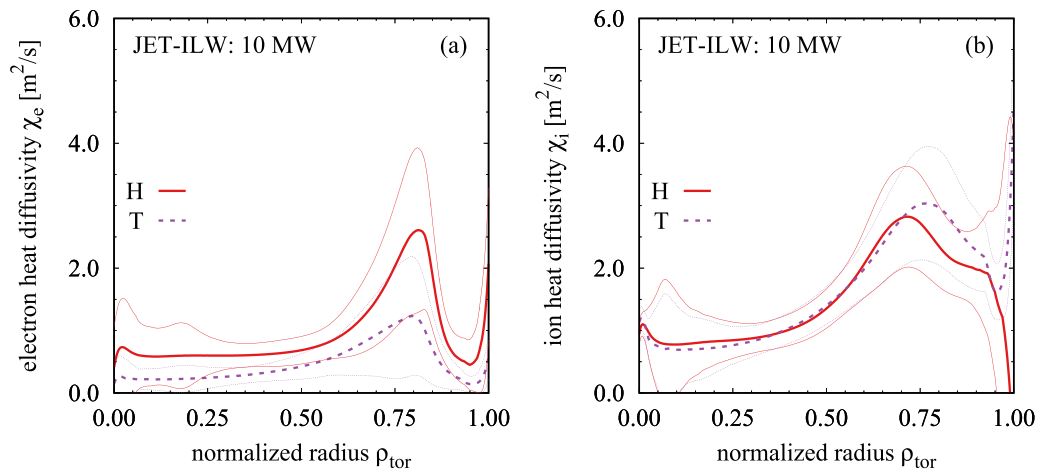 JET-ILW: 10 MW (a)
electron heat diffusivity χe [m²/s]
6.0
4.0
2.0
0.0
H
T
0.00 0.25 0.50 0.75 1.00
normalized radius ρtor
JET-ILW: 10 MW (b)
ion heat diffusivity χi [m²/s]
6.0
4.0
2.0
0.0
H
T
0.00 0.25 0.50 0.75 1.00
normalized radius ρtor